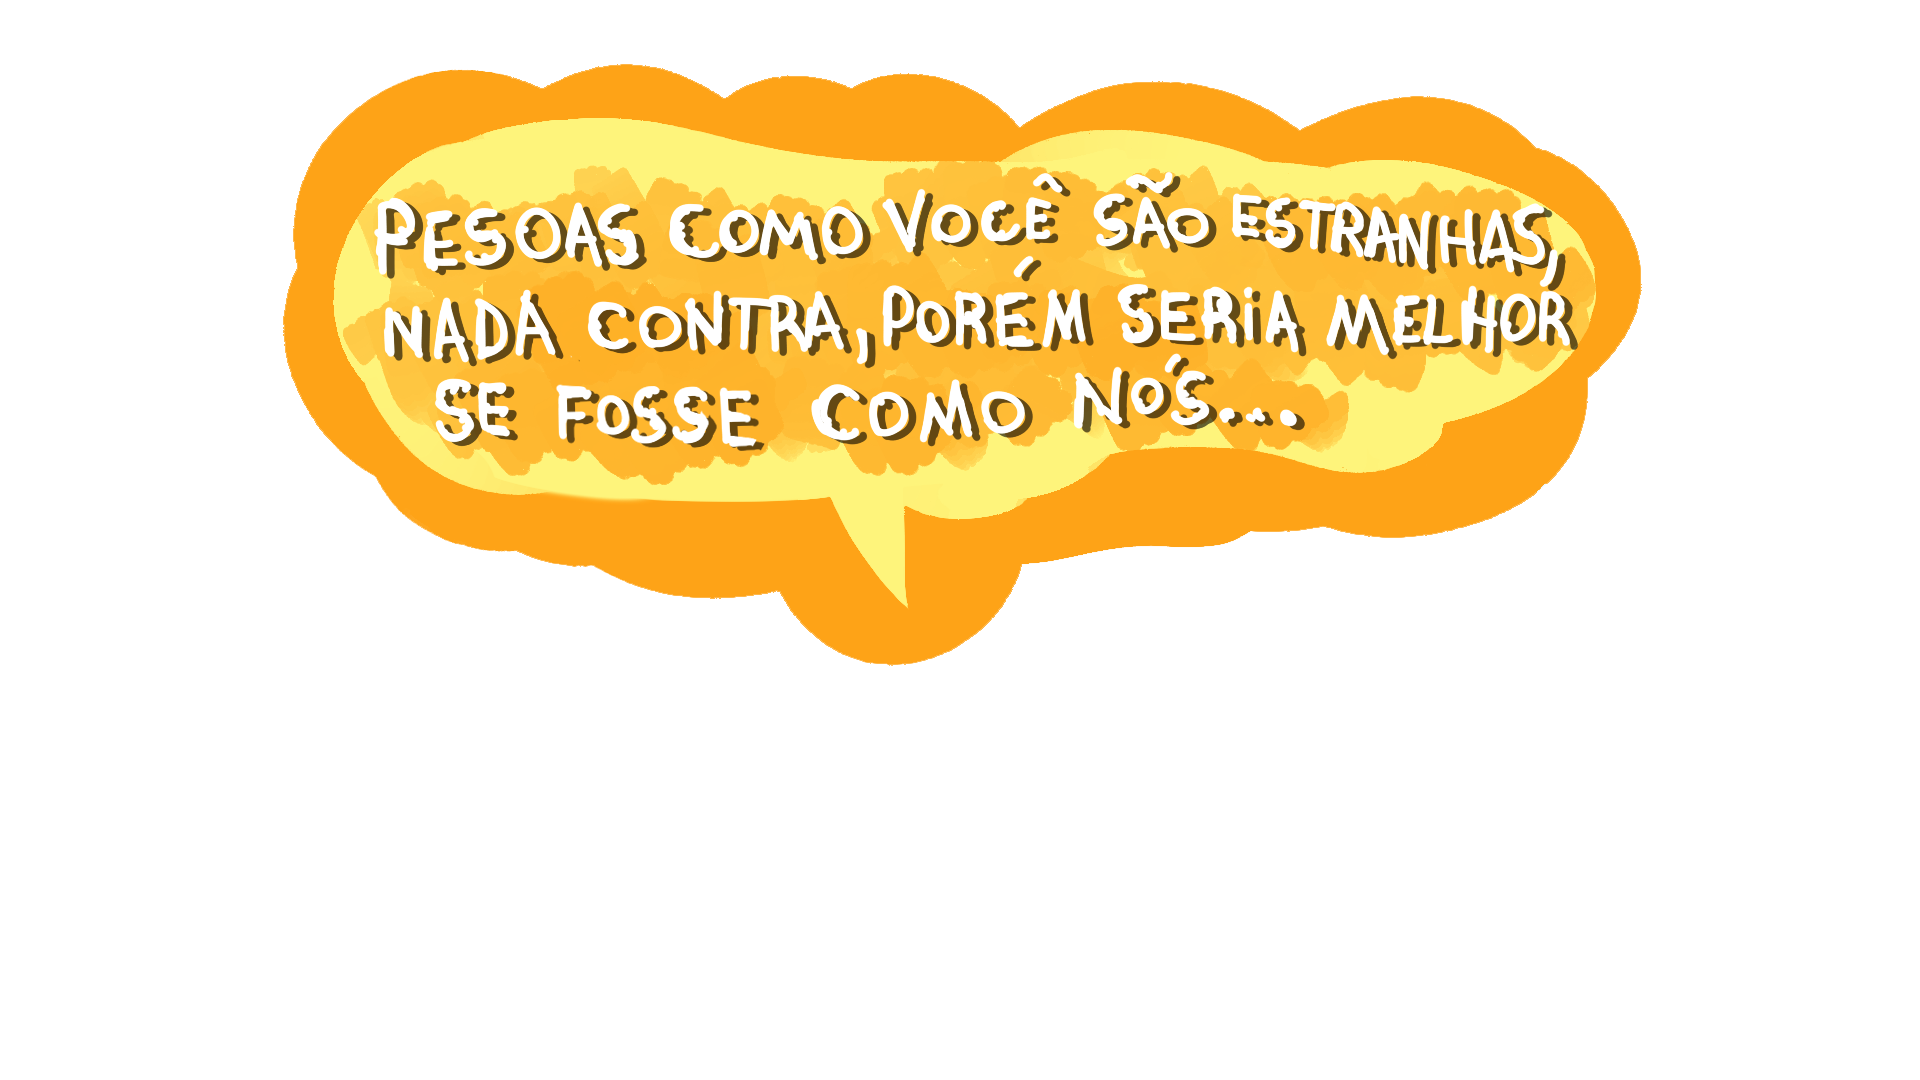 PESOAS COMO VOCÊ SÃO ESTRANHAS,
NADA CONTRA, PORÉM SERIA MELHOR
SE FOSSE COMO NÓS...